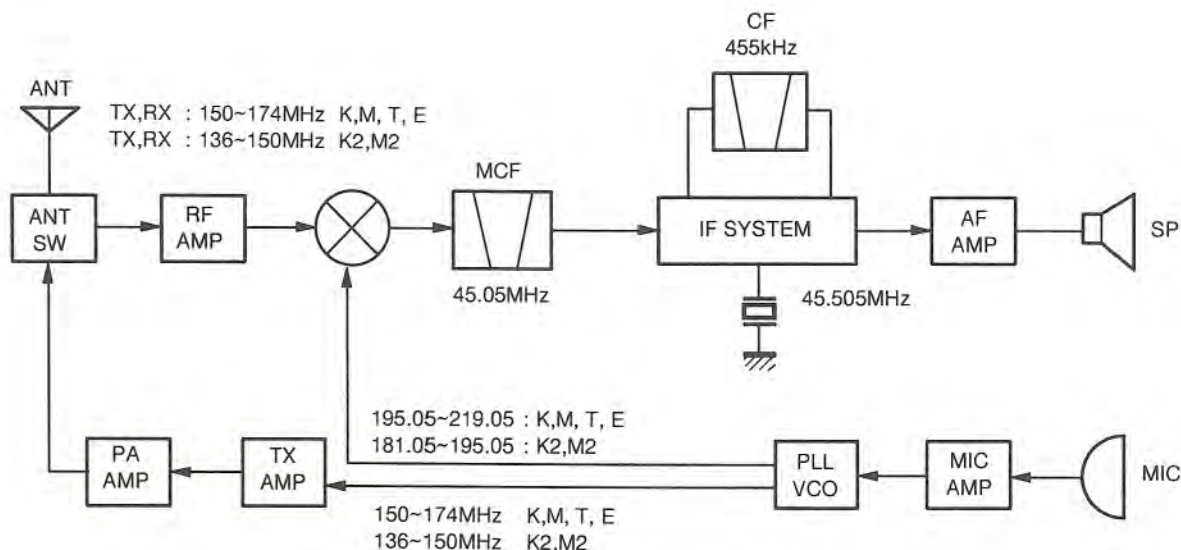 CF
455kHz
ANT
TX,RX : 150~174MHz K,M, T, E
TX,RX : 136~150MHz K2,M2
MCF
ANT
SW
RF
AMP
IF SYSTEM
AF
AMP
SP
45.05MHz
45.505MHz
195.05~219.05 : K,M, T, E
181.05~195.05 : K2,M2
PA
AMP
TX
AMP
PLL
VCO
MIC
AMP
MIC
150~174MHz K,M, T, E
136~150MHz K2,M2